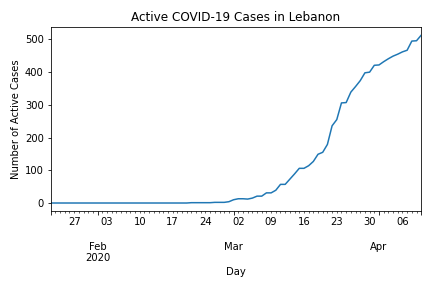 Active COVID-19 Cases in Lebanon
Number of Active Cases
500
400
300
200
100
0
27 03 10 17 24 02 09 16 23 30 06
Feb Mar Apr
2020
Day